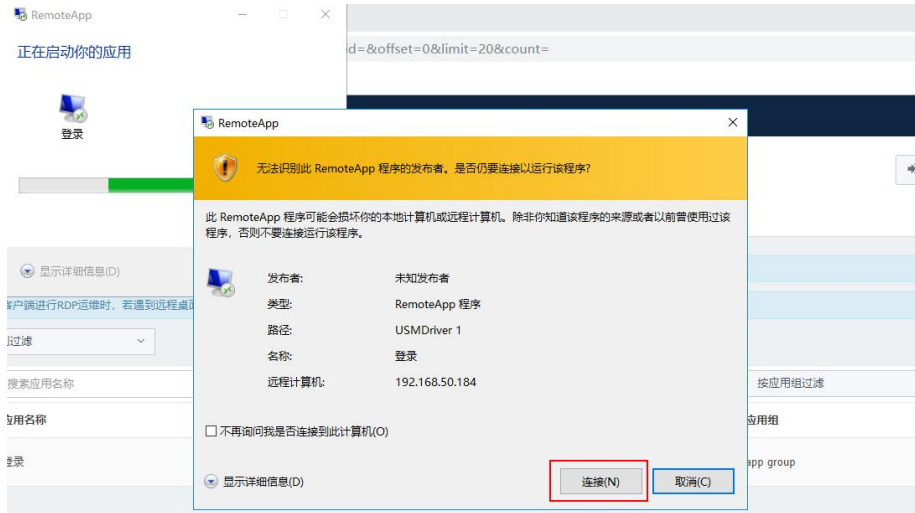 RemoteApp
正在启动你的应用
id=&offset=0&limit=20&count=
登录
RemoteApp
无法识别此 RemoteApp 程序的发布者。是否仍要连接以运行该程序?
此 RemoteApp 程序可能会损坏你的本地计算机或远程计算机。除非你知道该程序的来源或者以前曾使用过该
程序，否则不要连接运行该程序。
发布者:
未知发布者
类型:
RemoteApp 程序
路径:
USMDriver 1
名称:
登录
远程计算机:
192.168.50.184
不再询问我是否连接到此计算机(O)
显示详细信息(D)
连接(N)
取消(C)
显示详细信息(D)
客户端进行RDP运维时，若遇到远程桌面
过滤
搜索应用名称
按应用组过滤
应用名称
应用组
登录
app group